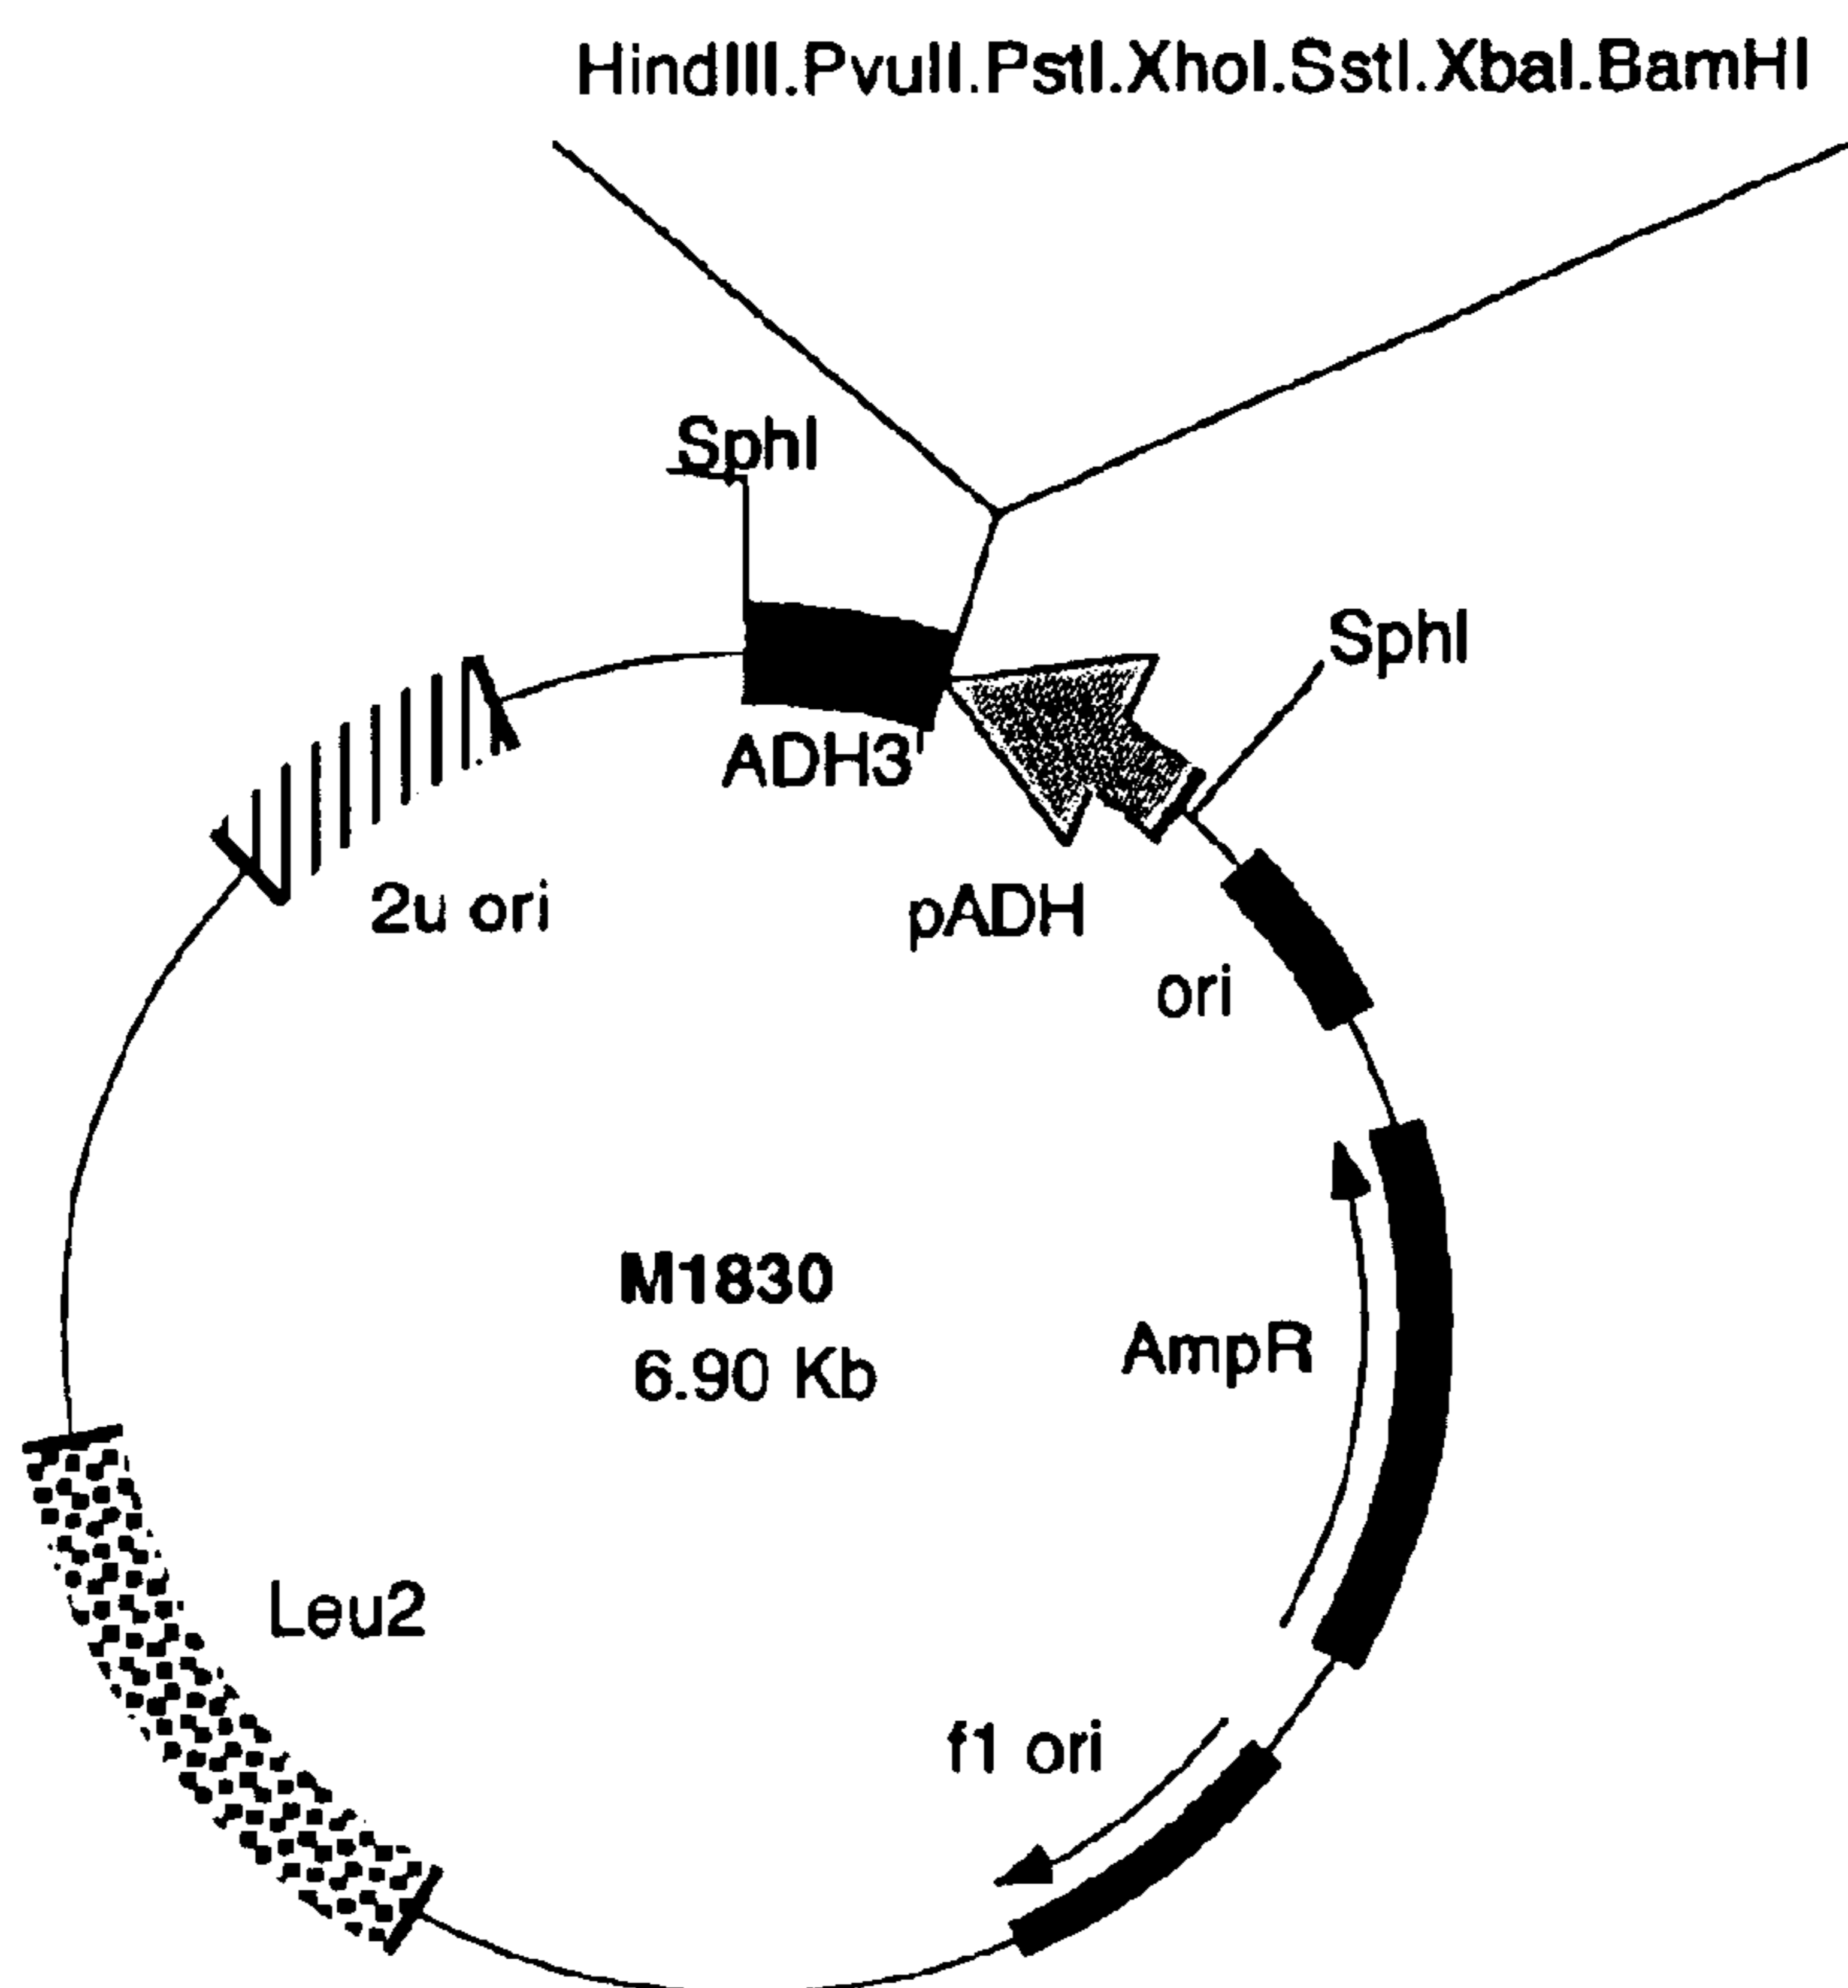 HindIII.PvuII.PstI.XhoI.SstI.XbaI.BamHI
SphI
SphI
ADH3'
2u ori
pADH
ori
M1830
6.90 Kb
AmpR
Leu2
f1 ori